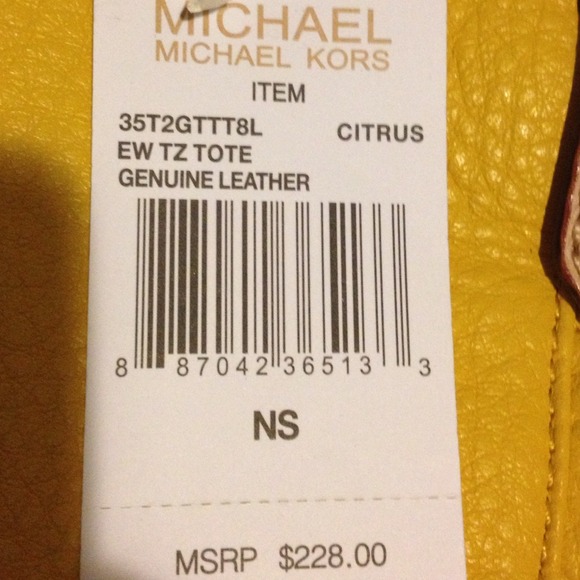 MICHAEL
MICHAEL KORS
ITEM
35T2GTTT8L CITRUS
EW TZ TOTE
GENUINE LEATHER
8 87042 36513 3
NS
MSRP $228.00